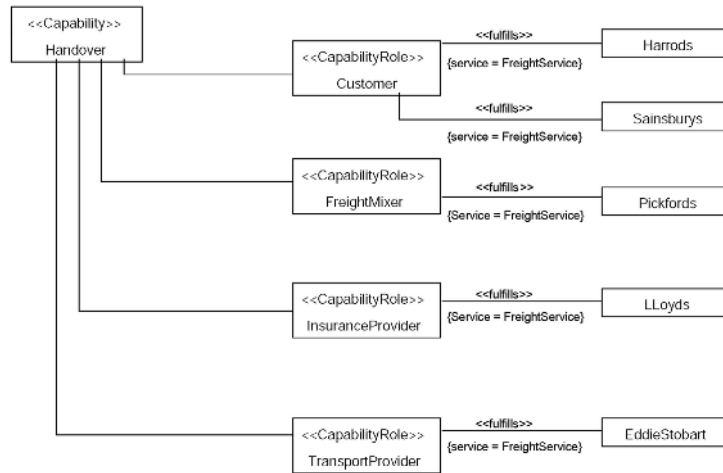 <<Capability>>
Handover
<<CapabilityRole>>
Customer
<<fulfills>>
{service = FreightService}
Harrods
<<fulfills>>
{service = FreightService}
Sainsburys
<<CapabilityRole>>
FreightMixer
<<fulfills>>
{Service = FreightService}
Pickfords
<<CapabilityRole>>
InsuranceProvider
<<fulfills>>
{Service = FreightService}
LLoyds
<<CapabilityRole>>
TransportProvider
<<fulfills>>
{service = FreightService}
EddieStobart